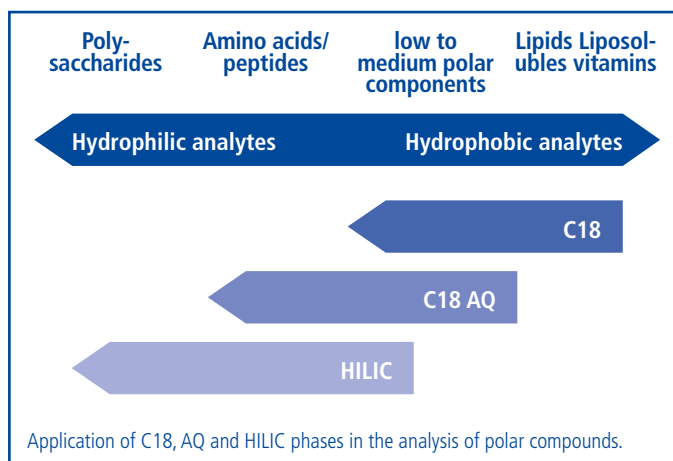 Poly-
saccharides
Amino acids/
peptides
low to
medium polar
components
Lipids Liposol-
ubles vitamins
Hydrophilic analytes
Hydrophobic analytes
C18
C18 AQ
HILIC
Application of C18, AQ and HILIC phases in the analysis of polar compounds.